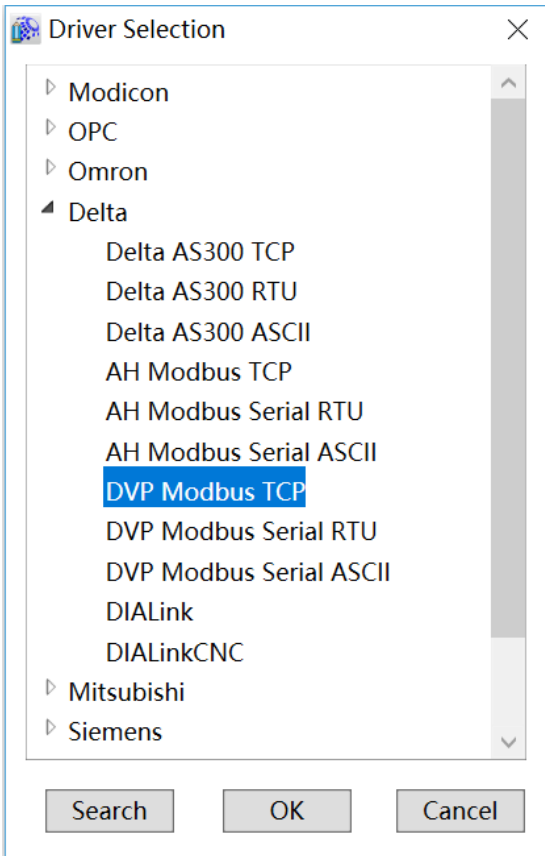 Driver Selection
Modicon
OPC
Omron
Delta
Delta AS300 TCP
Delta AS300 RTU
Delta AS300 ASCII
AH Modbus TCP
AH Modbus Serial RTU
AH Modbus Serial ASCII
DVP Modbus TCP
DVP Modbus Serial RTU
DVP Modbus Serial ASCII
DIALink
DIALinkCNC
Mitsubishi
Siemens
Search OK Cancel